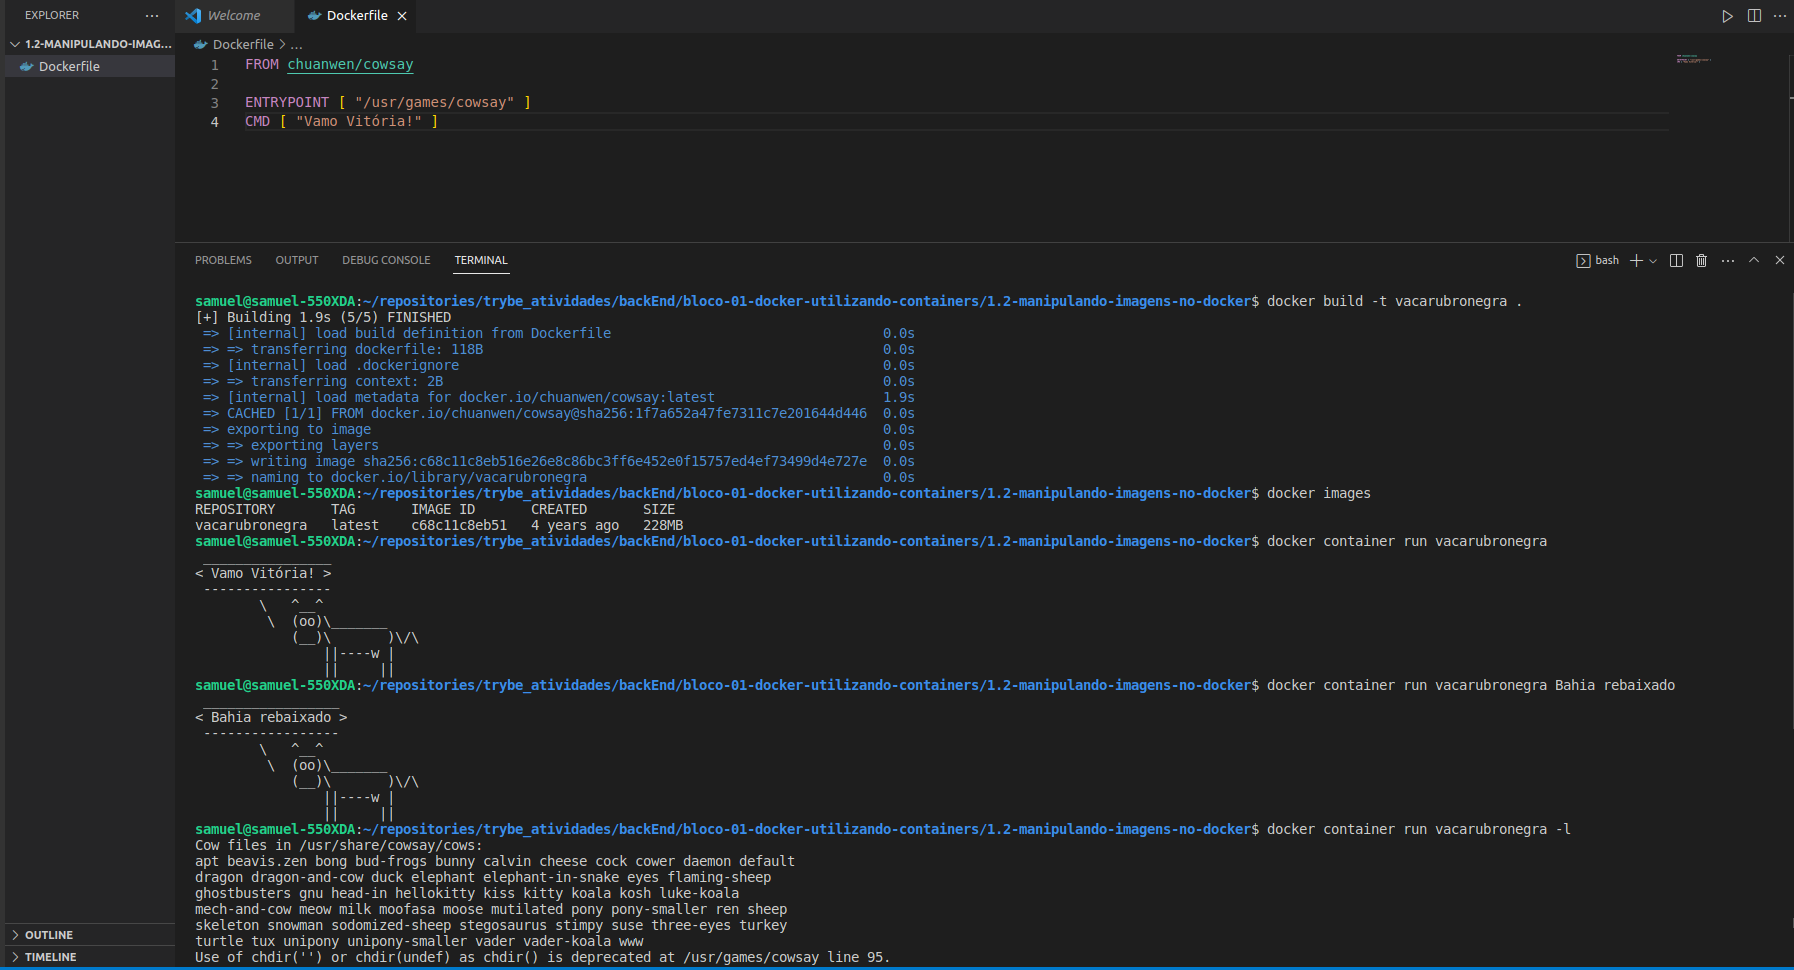 EXPLORER ...
1.2-MANIPULANDO-IMAG...
Dockerfile
OUTLINE
TIMELINE
Welcome
Dockerfile
Dockerfile > ...
1 FROM chuanwen/cowsay
2
3 ENTRYPOINT [ "/usr/games/cowsay" ]
4 CMD [ "Vamo Vitória!" ]
PROBLEMS OUTPUT DEBUG CONSOLE TERMINAL
bash
samuel@samuel-550XDA:~/repositories/trybe_atividades/backEnd/bloco-01-docker-utilizando-containers/1.2-manipulando-imagens-no-docker$ docker build -t vacarubronegra .
[+] Building 1.9s (5/5) FINISHED
=> [internal] load build definition from Dockerfile 0.0s
=> => transferring dockerfile: 118B 0.0s
=> [internal] load .dockerignore 0.0s
=> => transferring context: 2B 0.0s
=> [internal] load metadata for docker.io/chuanwen/cowsay:latest 1.9s
=> CACHED [1/1] FROM docker.io/chuanwen/cowsay@sha256:1f7a652a47fe7311c7e201644d446 0.0s
=> exporting to image 0.0s
=> => exporting layers 0.0s
=> => writing image sha256:c68c11c8eb516e26e8c86bc3ff6e452e0f15757ed4ef73499d4e727e 0.0s
=> => naming to docker.io/library/vacarubronegra 0.0s
samuel@samuel-550XDA:~/repositories/trybe_atividades/backEnd/bloco-01-docker-utilizando-containers/1.2-manipulando-imagens-no-docker$ docker images
REPOSITORY TAG IMAGE ID CREATED SIZE
vacarubronegra latest c68c11c8eb51 4 years ago 228MB
samuel@samuel-550XDA:~/repositories/trybe_atividades/backEnd/bloco-01-docker-utilizando-containers/1.2-manipulando-imagens-no-docker$ docker container run vacarubronegra
 ________________
< Vamo Vitória! >
 ----------------
        \   ^__^
         \  (oo)\_______
            (__)\       )\/\
                ||----w |
                ||     ||
samuel@samuel-550XDA:~/repositories/trybe_atividades/backEnd/bloco-01-docker-utilizando-containers/1.2-manipulando-imagens-no-docker$ docker container run vacarubronegra Bahia rebaixado
 _________________
< Bahia rebaixado >
 -----------------
        \   ^__^
         \  (oo)\_______
            (__)\       )\/\
                ||----w |
                ||     ||
samuel@samuel-550XDA:~/repositories/trybe_atividades/backEnd/bloco-01-docker-utilizando-containers/1.2-manipulando-imagens-no-docker$ docker container run vacarubronegra -l
Cow files in /usr/share/cowsay/cows:
apt beavis.zen bong bud-frogs bunny calvin cheese cock cower daemon default
dragon dragon-and-cow duck elephant elephant-in-snake eyes flaming-sheep
ghostbusters gnu head-in hellokitty kiss kitty koala kosh luke-koala
mech-and-cow meow milk moofasa moose mutilated pony pony-smaller ren sheep
skeleton snowman sodomized-sheep stegosaurus stimpy suse three-eyes turkey
turtle tux unipony unipony-smaller vader vader-koala www
Use of chdir('') or chdir(undef) as chdir() is deprecated at /usr/games/cowsay line 95.